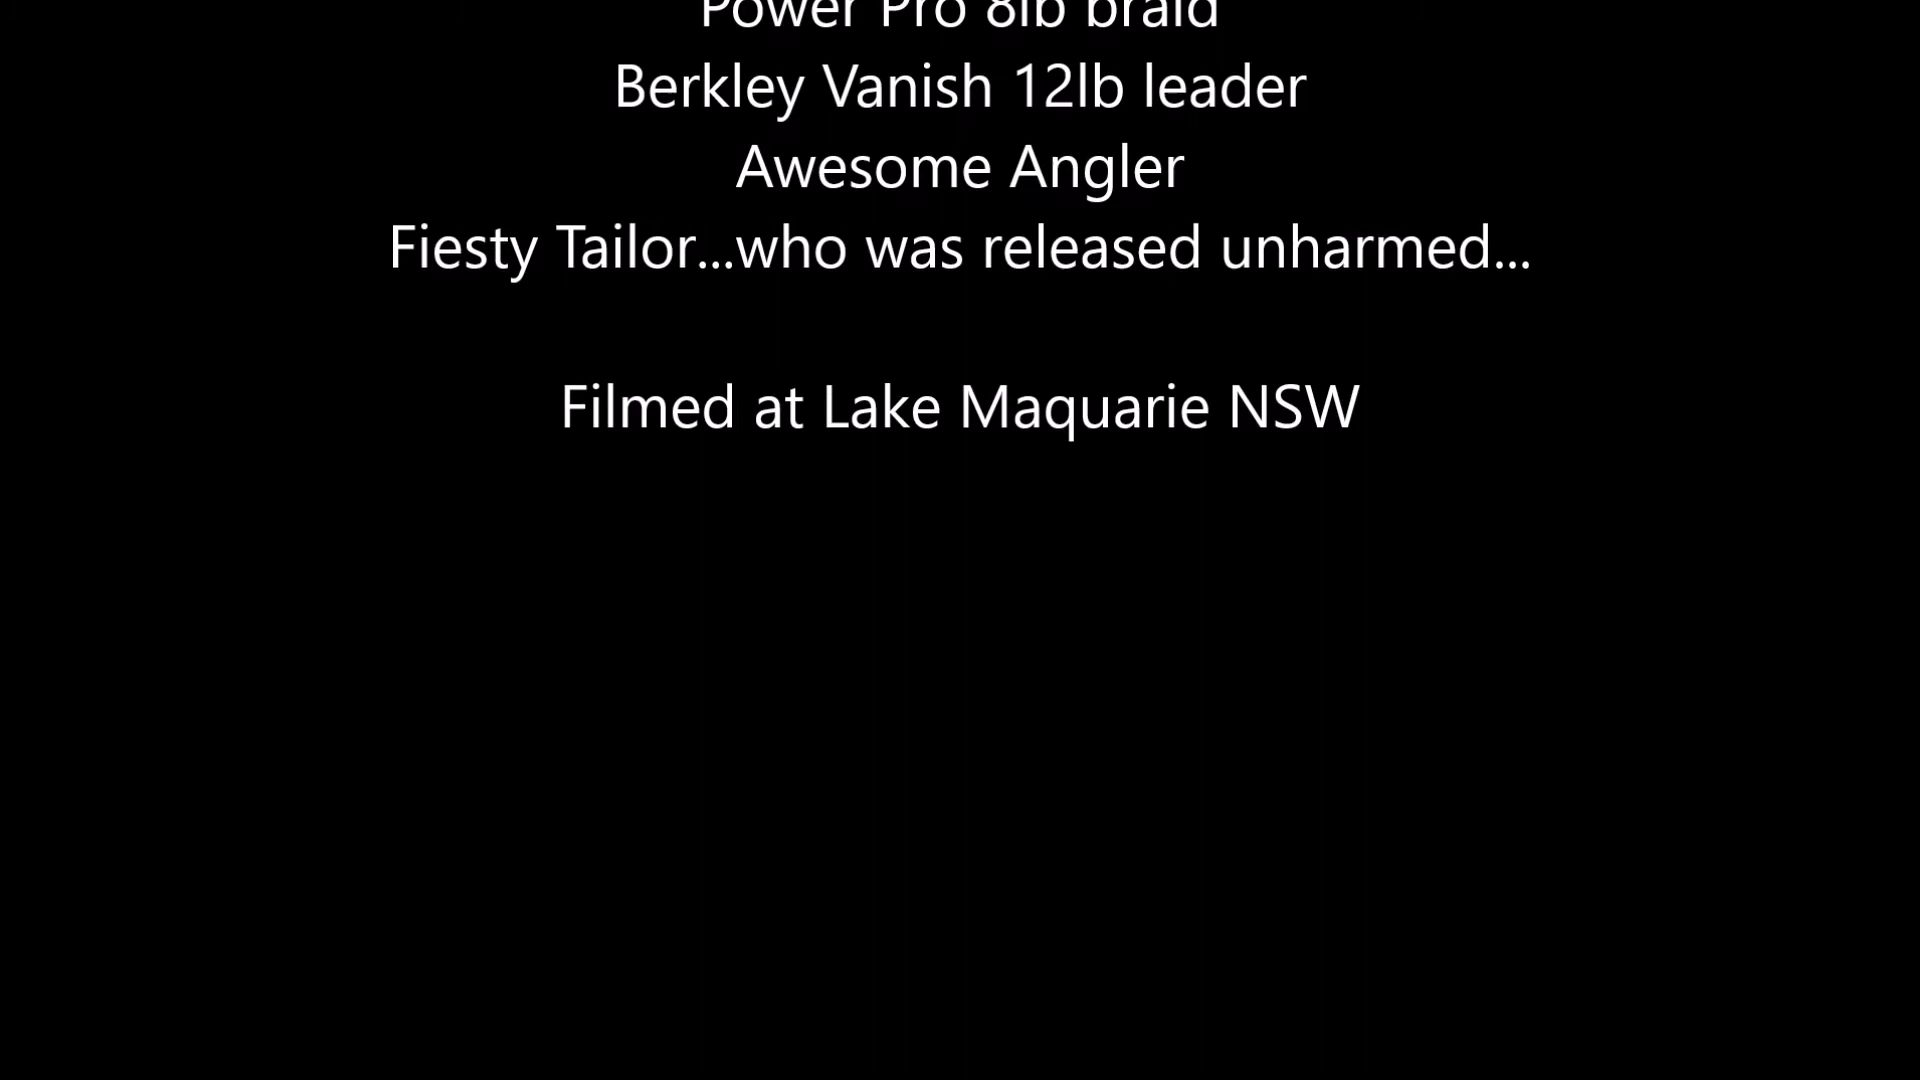 Power Pro 8lb braid
Berkley Vanish 12lb leader
Awesome Angler
Fiesty Tailor...who was released unharmed...
Filmed at Lake Maquarie NSW